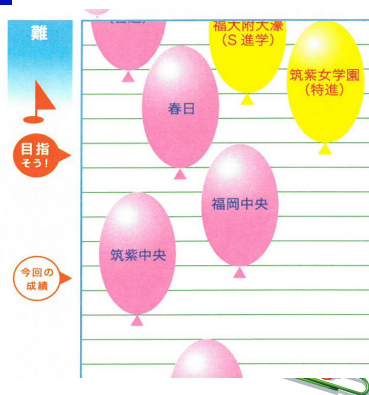 難
福大附大濠
(S進学)
筑紫女学園
(特進)
春日
目指
そう!
福岡中央
筑紫中央
今回の
成績